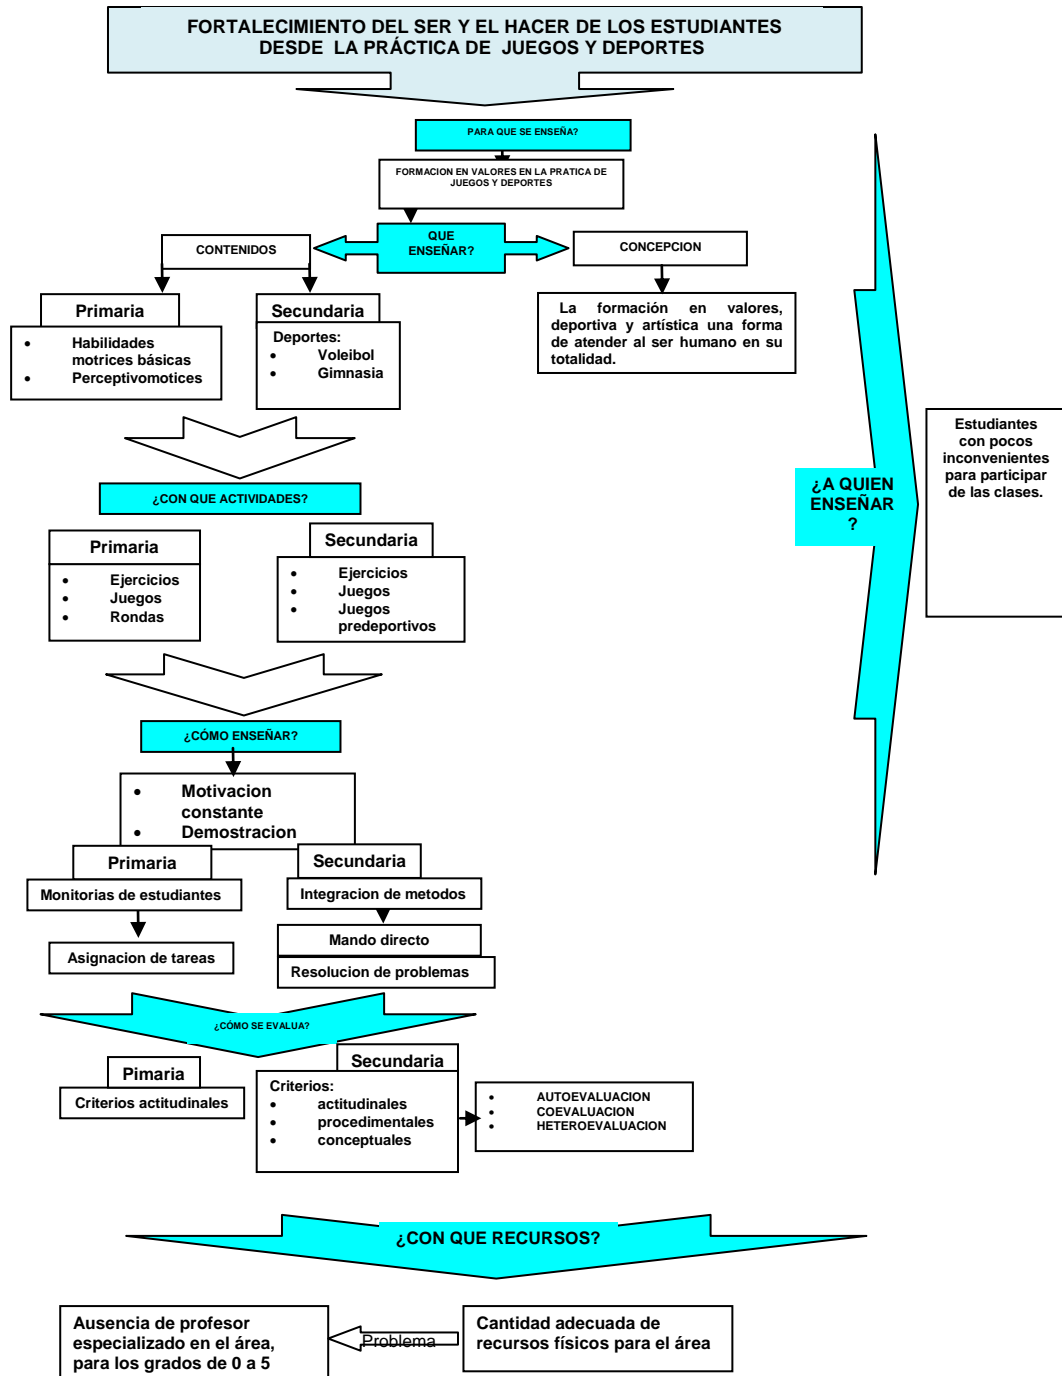 FORTALECIMIENTO DEL SER Y EL HACER DE LOS ESTUDIANTES
DESDE LA PRÁCTICA DE JUEGOS Y DEPORTES
PARA QUE SE ENSEÑA?
FORMACION EN VALORES EN LA PRATICA DE
JUEGOS Y DEPORTES
QUE
ENSEÑAR?
CONTENIDOS
CONCEPCION
Primaria
• Habilidades
motrices básicas
• Perceptivomotices
Secundaria
Deportes:
• Voleibol
• Gimnasia
La formación en valores,
deportiva y artística una forma
de atender al ser humano en su
totalidad.
¿A QUIEN
ENSEÑAR
?
Estudiantes
con pocos
inconvenientes
para participar
de las clases.
¿CON QUE ACTIVIDADES?
Primaria
• Ejercicios
• Juegos
• Rondas
Secundaria
• Ejercicios
• Juegos
• Juegos
predeportivos
¿CÓMO ENSEÑAR?
• Motivacion
constante
• Demostracion
Primaria
Monitorias de estudiantes
Asignacion de tareas
Secundaria
Integracion de metodos
Mando directo
Resolucion de problemas
¿CÓMO SE EVALUA?
Pimaria
Criterios actitudinales
Secundaria
Criterios:
• actitudinales
• procedimentales
• conceptuales
• AUTOEVALUACION
• COEVALUACION
• HETEROEVALUACION
¿CON QUE RECURSOS?
Ausencia de profesor
especializado en el área,
para los grados de 0 a 5
Problema
Cantidad adecuada de
recursos físicos para el área